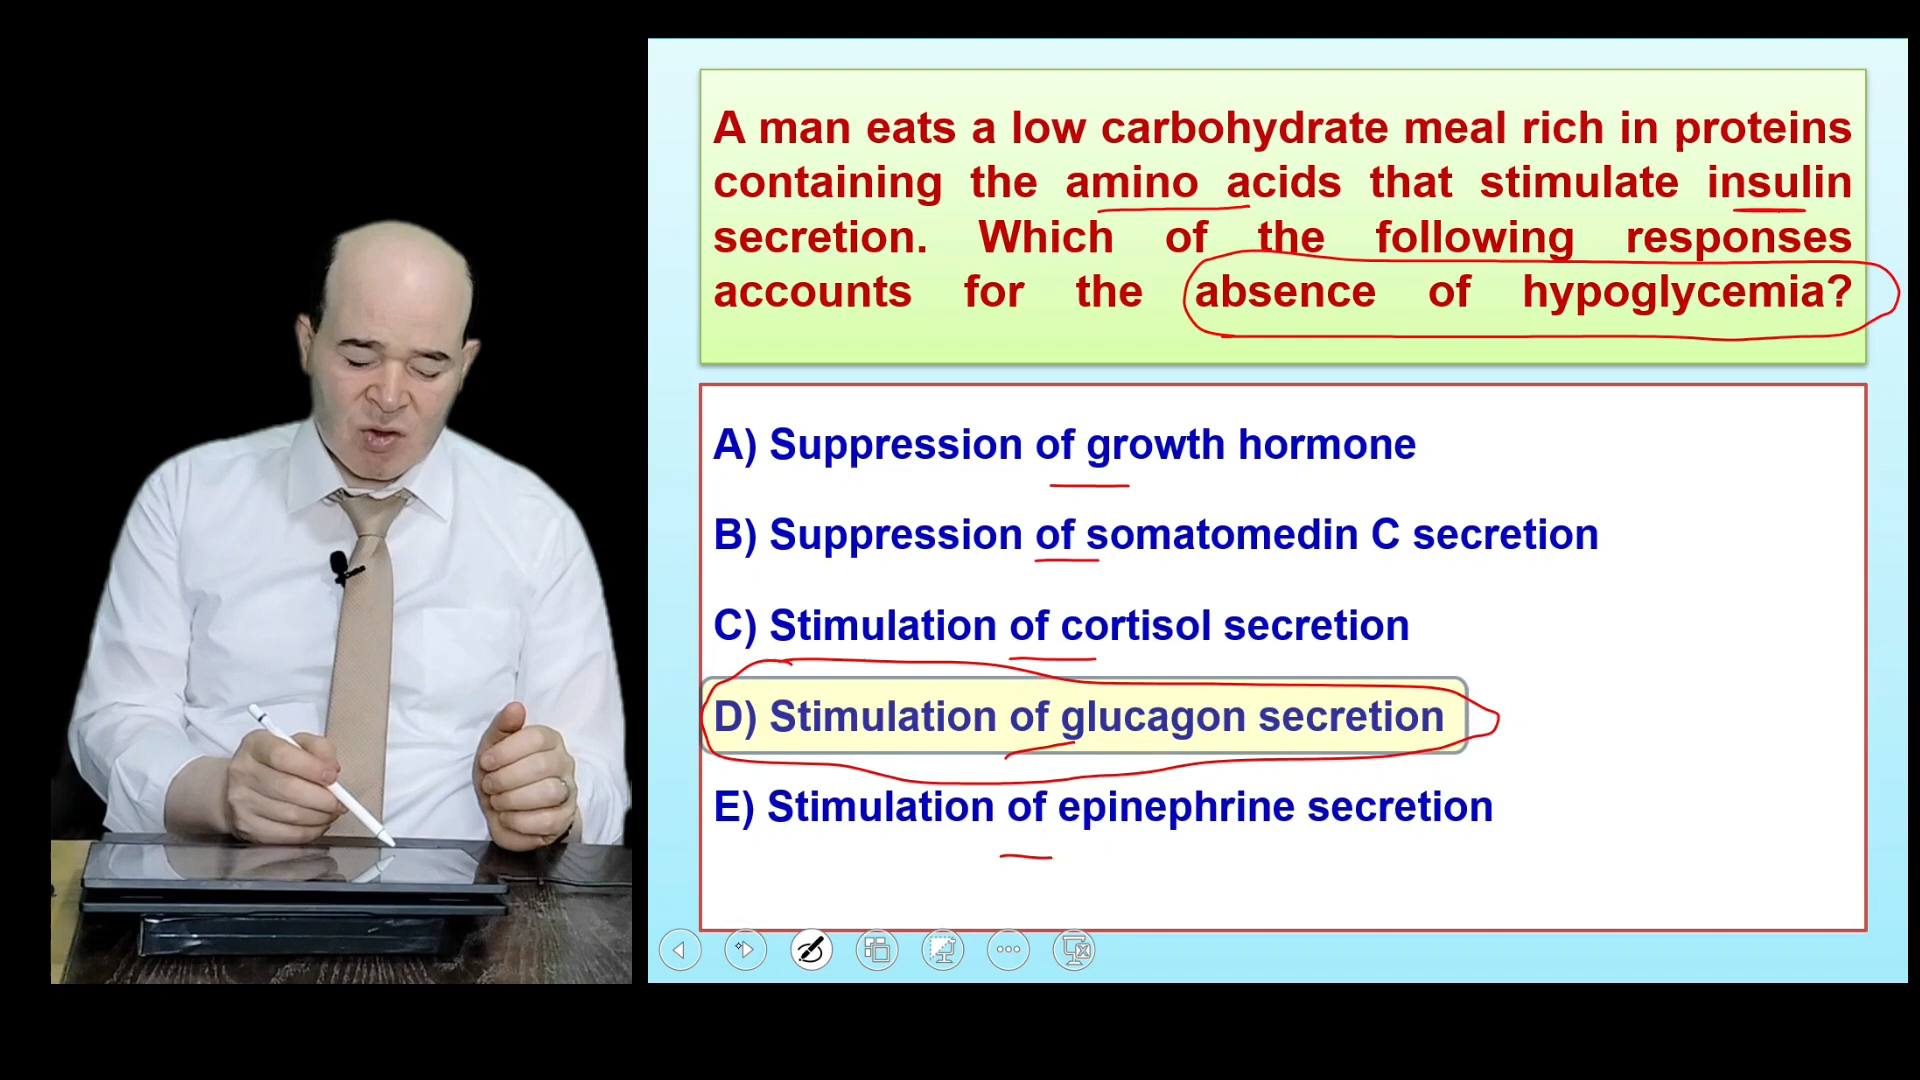 A man eats a low carbohydrate meal rich in proteins
containing the amino acids that stimulate insulin
secretion. Which of the following responses
accounts for the absence of hypoglycemia?
A) Suppression of growth hormone
B) Suppression of somatomedin C secretion
C) Stimulation of cortisol secretion
D) Stimulation of glucagon secretion
E) Stimulation of epinephrine secretion